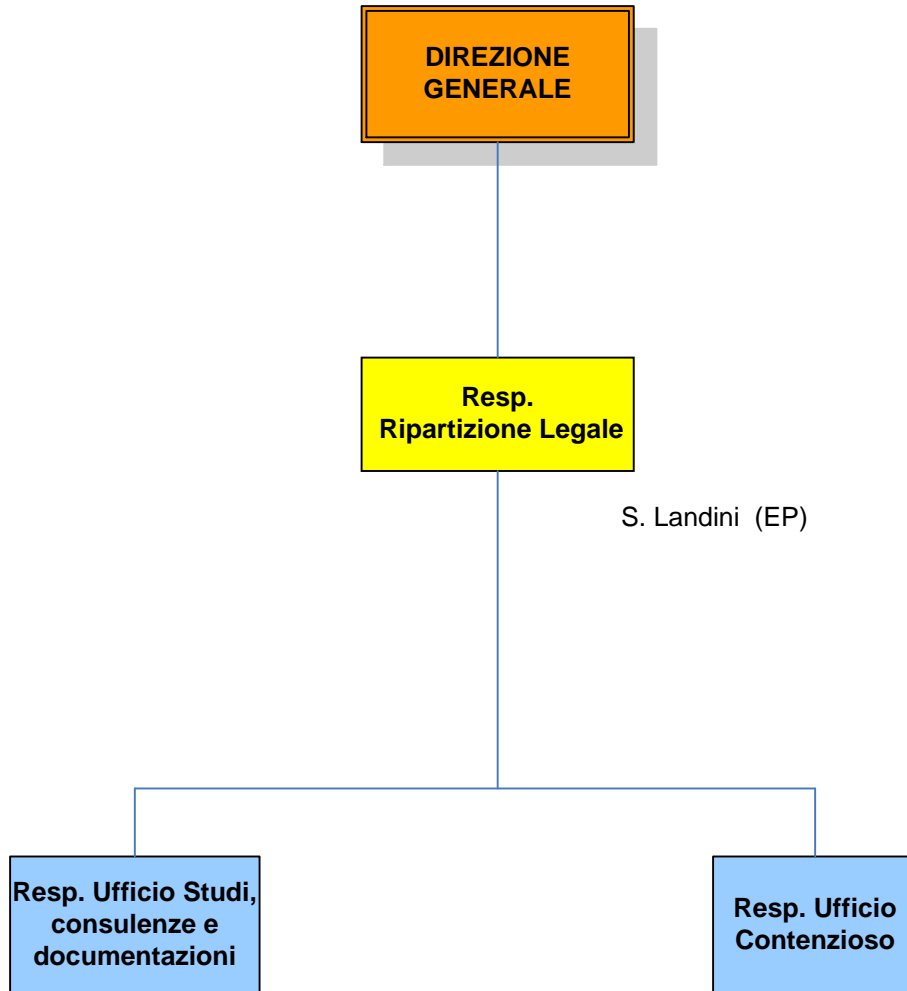 DIREZIONE
GENERALE
Resp.
Ripartizione Legale
S. Landini (EP)
Resp. Ufficio Studi,
consulenze e
documentazioni
Resp. Ufficio
Contenzioso